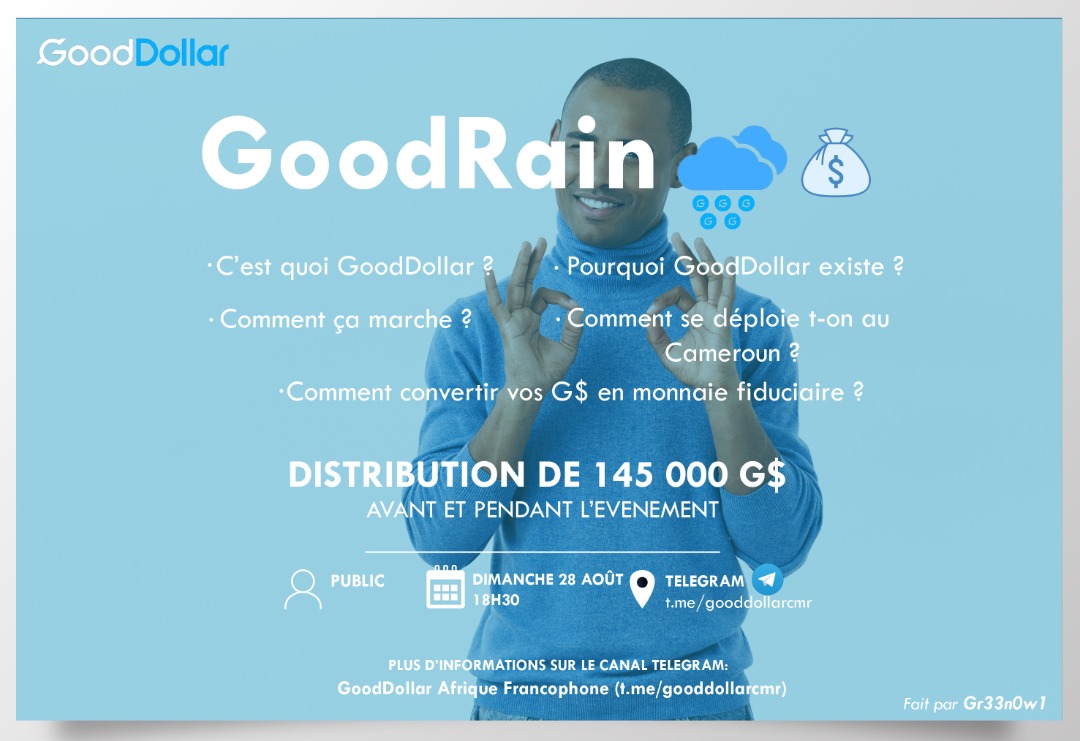 GoodDollar
GoodRain
$
G G G
G G
·C'est quoi GoodDollar ?
· Pourquoi GoodDollar existe ?
· Comment ça marche ?
· Comment se déploie t-on au
Cameroun ?
·Comment convertir vos G$ en monnaie fiduciaire ?
DISTRIBUTION DE 145 000 G$
AVANT ET PENDANT L'EVENEMENT
PUBLIC
DIMANCHE 28 AOÛT
18H30
TELEGRAM
t.me/gooddollarcmr
PLUS D'INFORMATIONS SUR LE CANAL TELEGRAM:
GoodDollar Afrique Francophone (t.me/gooddollarcmr)
Fait par Gr33n0w1